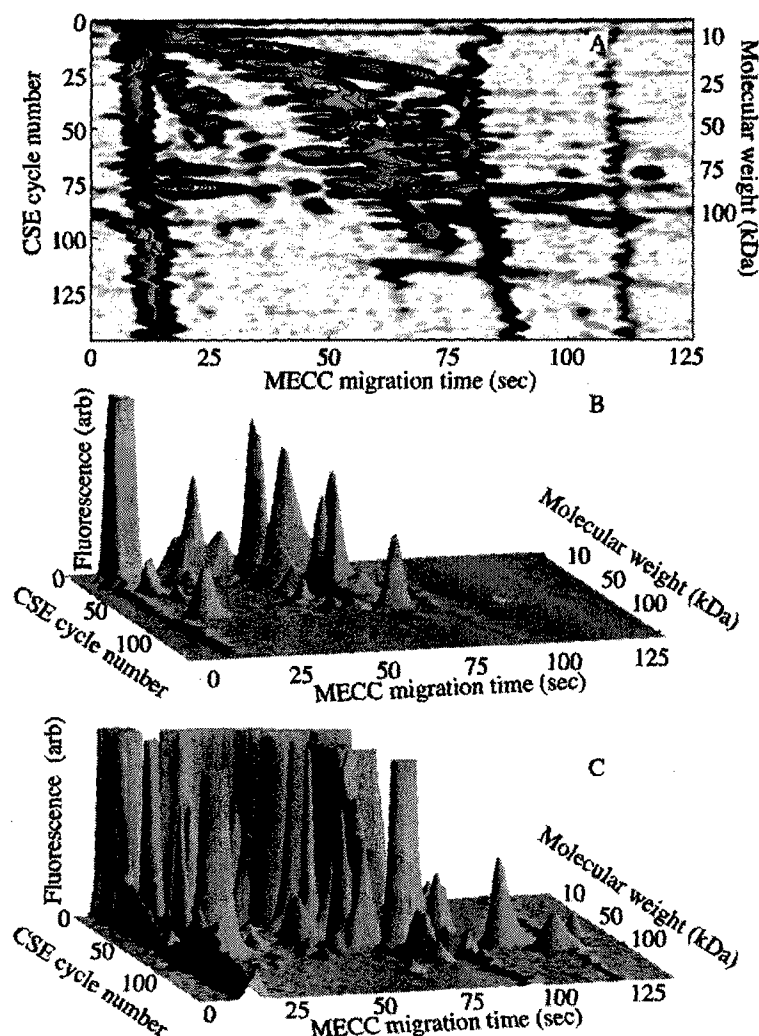 A
CSE cycle number
0
25
50
75
100
125
10
25
50
75
100
Molecular weight (kDa)
0 25 50 75 100 125
MECC migration time (sec)
B
Fluorescence (arb)
0
50
100
CSE cycle number
0 25 50 75 100 125
MECC migration time (sec)
10
50
100
Molecular weight (kDa)
C
Fluorescence (arb)
0
50
100
CSE cycle number
0 25 50 75 100 125
MECC migration time (sec)
10
50
100
Molecular weight (kDa)